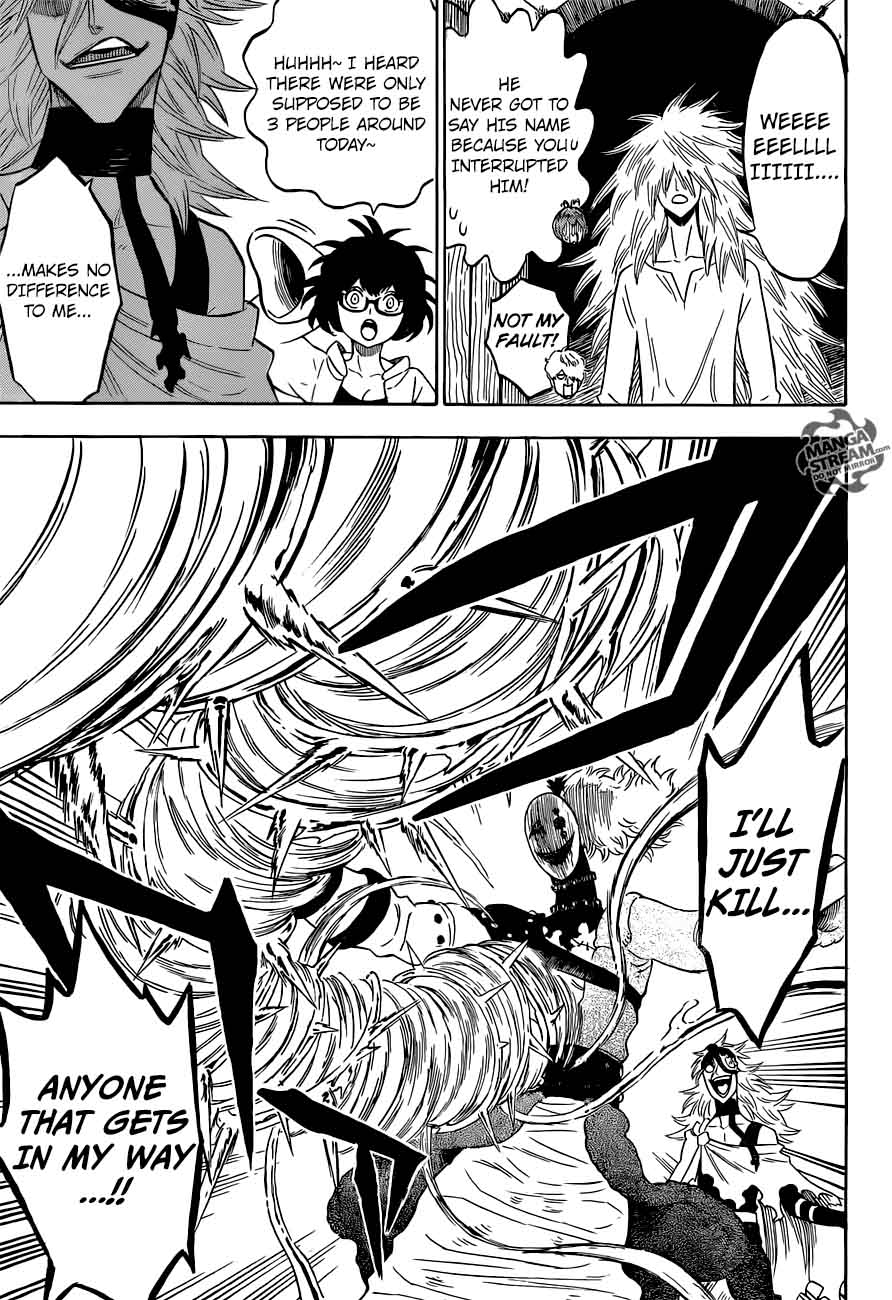 WEEEE
EEELLLL
IIIIIII....
HE
NEVER GOT TO
SAY HIS NAME
BECAUSE YOU
INTERRUPTED
HIM!
NOT MY
FAULT!
HUHHH~ I HEARD
THERE WERE ONLY
SUPPOSED TO BE
3 PEOPLE AROUND
TODAY~
...MAKES NO
DIFFERENCE
TO ME...
MANGA
STREAM.com
DO NOT MIRROR
I'LL
JUST
KILL...
ANYONE
THAT GETS
IN MY WAY
...!!